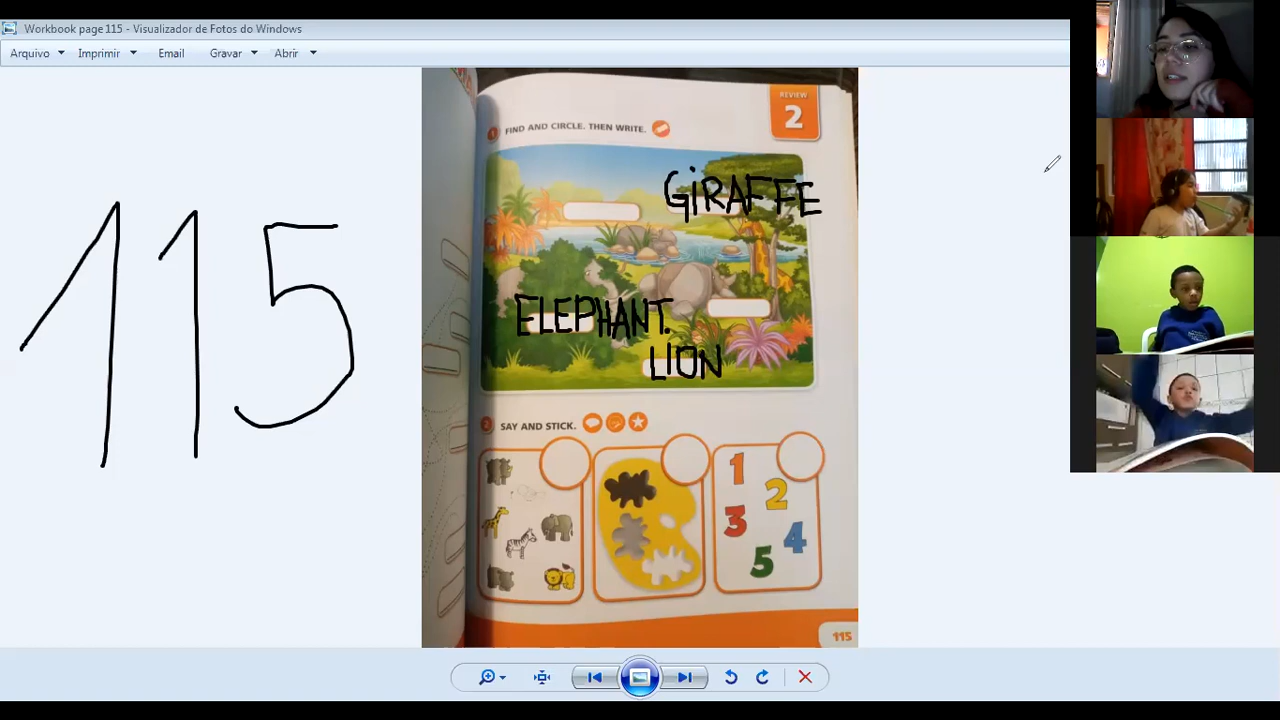 Workbook page 115 - Visualizador de Fotos do Windows
Arquivo Imprimir Email Gravar Abrir
REVIEW
2
1 FIND AND CIRCLE. THEN WRITE.
GiRAFFE
115
ELEPHANT.
LION
2 SAY AND STICK.
1
2
3
4
5
115